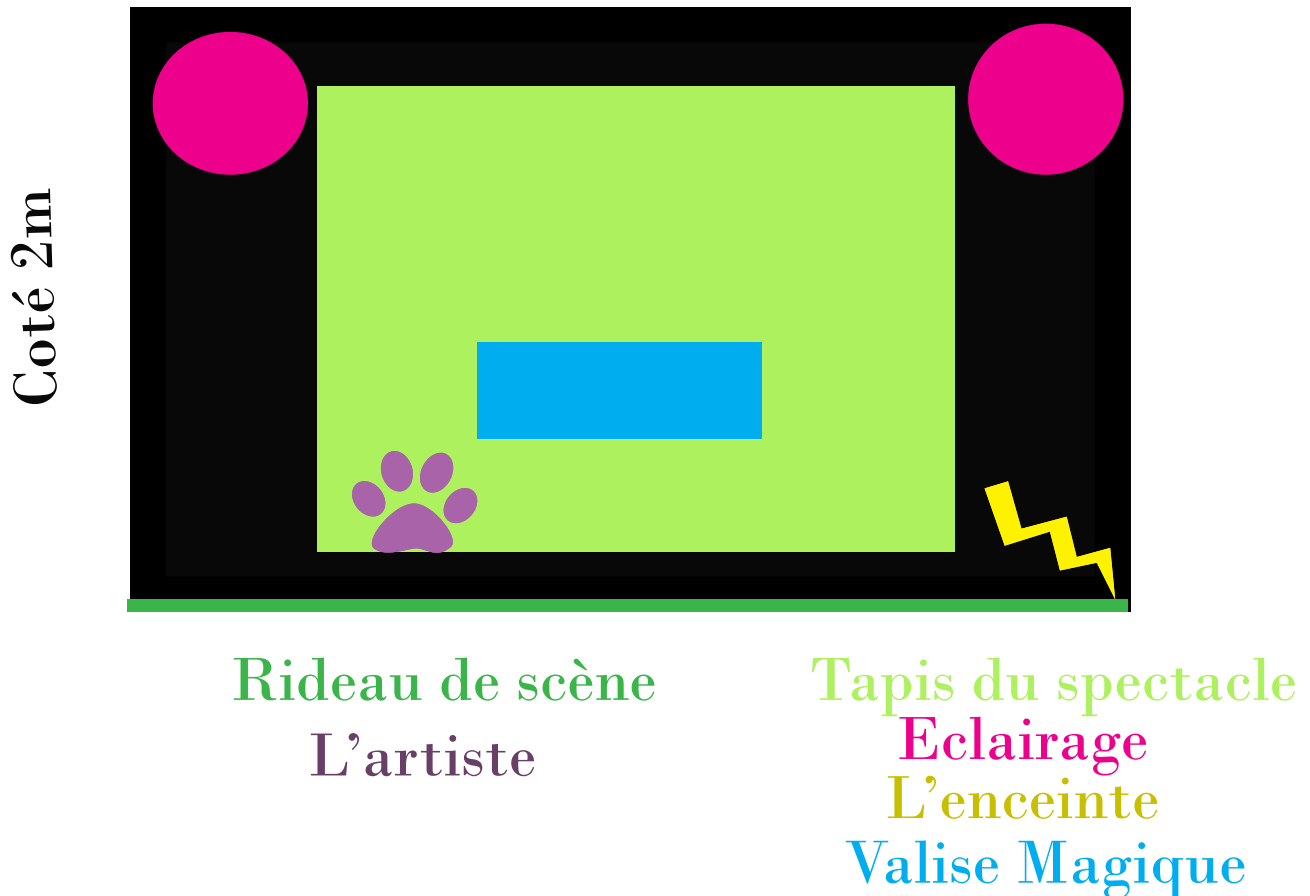 Coté 2m
Rideau de scène
L'artiste
Tapis du spectacle
Eclairage
L'enceinte
Valise Magique